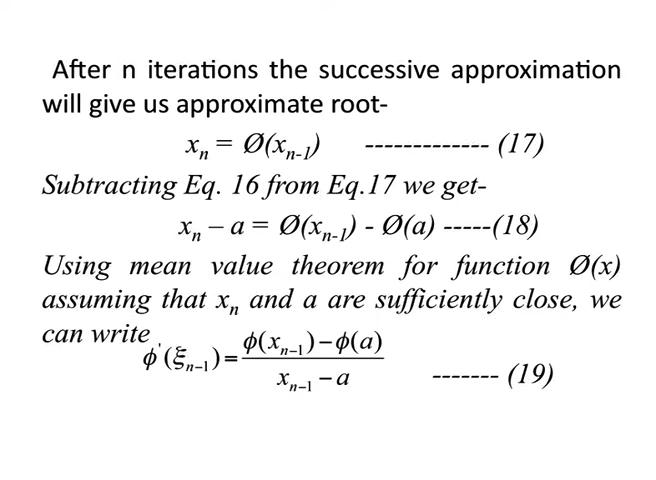 After n iterations the successive approximation
will give us approximate root-
xₙ = Ø(xₙ₋₁) ------------- (17)
Subtracting Eq. 16 from Eq.17 we get-
xₙ – a = Ø(xₙ₋₁) - Ø(a) -----(18)
Using mean value theorem for function Ø(x)
assuming that xₙ and a are sufficiently close, we
can write
ϕ'(ξₙ₋₁) = (ϕ(xₙ₋₁) − ϕ(a)) / (xₙ₋₁ − a) ------- (19)